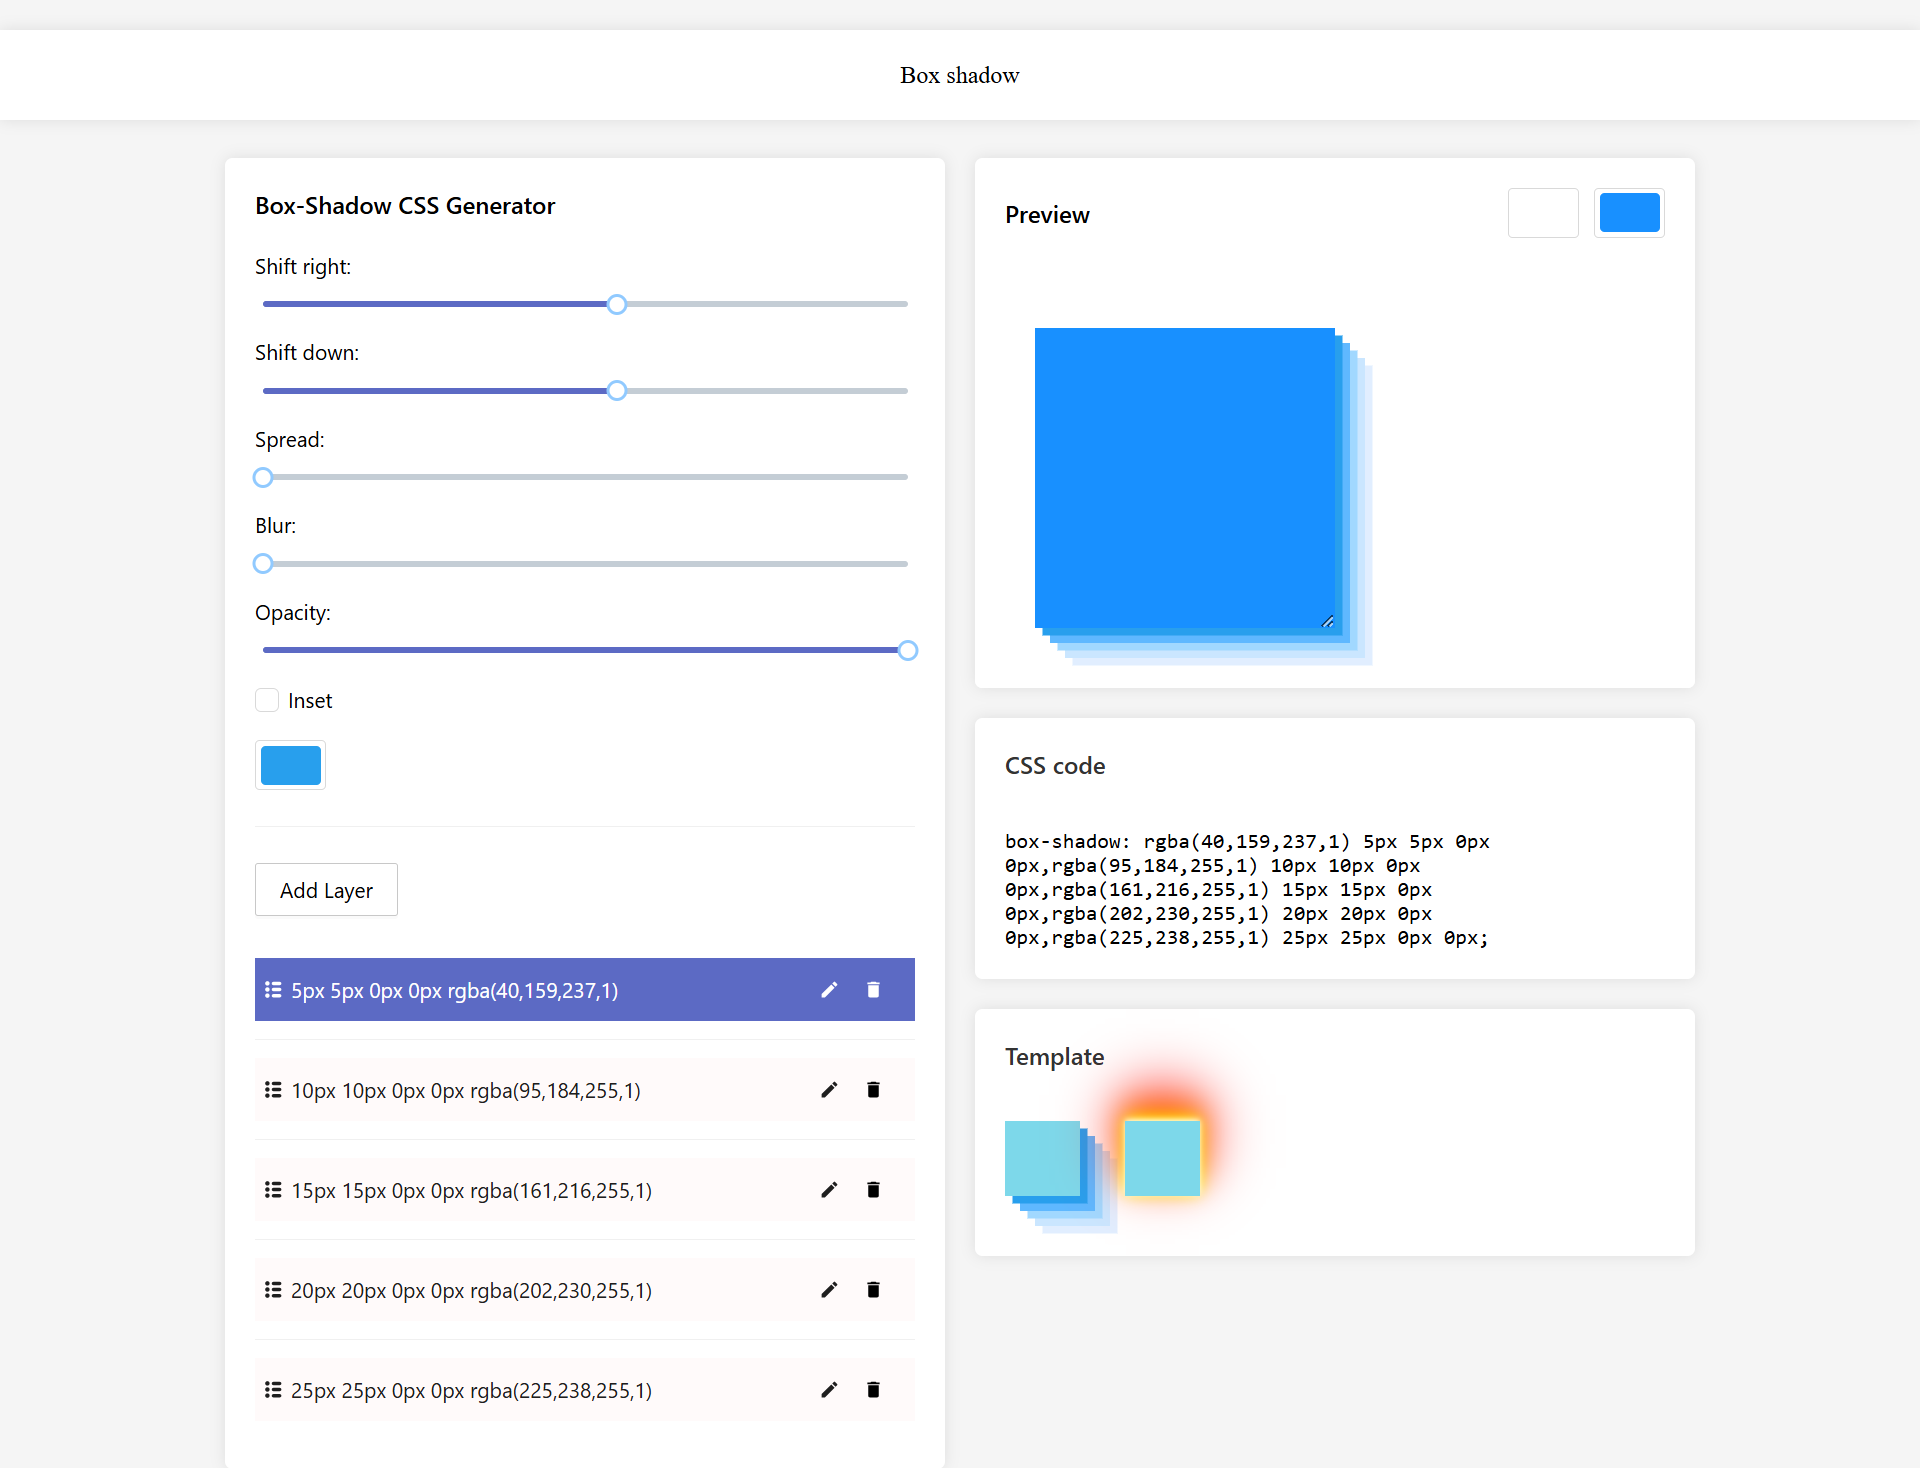 Box shadow
Box-Shadow CSS Generator
Shift right:
Shift down:
Spread:
Blur:
Opacity:
Inset
Add Layer
5px 5px 0px 0px rgba(40,159,237,1)
10px 10px 0px 0px rgba(95,184,255,1)
15px 15px 0px 0px rgba(161,216,255,1)
20px 20px 0px 0px rgba(202,230,255,1)
25px 25px 0px 0px rgba(225,238,255,1)
Preview
CSS code
box-shadow: rgba(40,159,237,1) 5px 5px 0px
0px,rgba(95,184,255,1) 10px 10px 0px
0px,rgba(161,216,255,1) 15px 15px 0px
0px,rgba(202,230,255,1) 20px 20px 0px
0px,rgba(225,238,255,1) 25px 25px 0px 0px;
Template